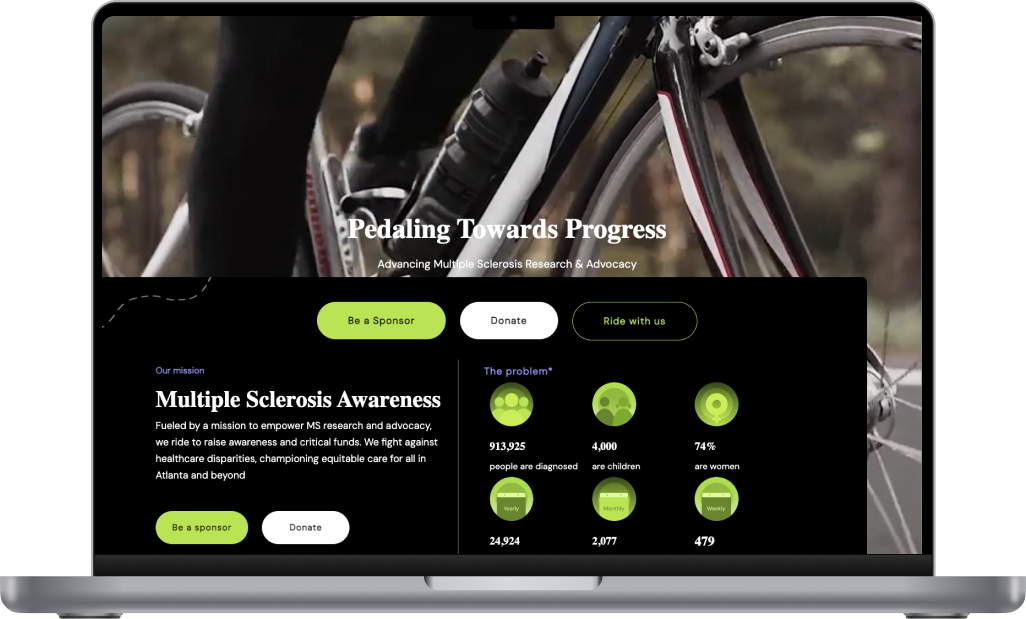 Pedaling Towards Progress
Advancing Multiple Sclerosis Research & Advocacy
Be a Sponsor
Donate
Ride with us
Our mission
Multiple Sclerosis Awareness
Fueled by a mission to empower MS research and advocacy,
we ride to raise awareness and critical funds. We fight against
healthcare disparities, championing equitable care for all in
Atlanta and beyond
Be a sponsor
Donate
The problem*
913,925
4,000
74%
people are diagnosed
are children
are women
Yearly
Munthly
Weekly
24,924
2,077
479